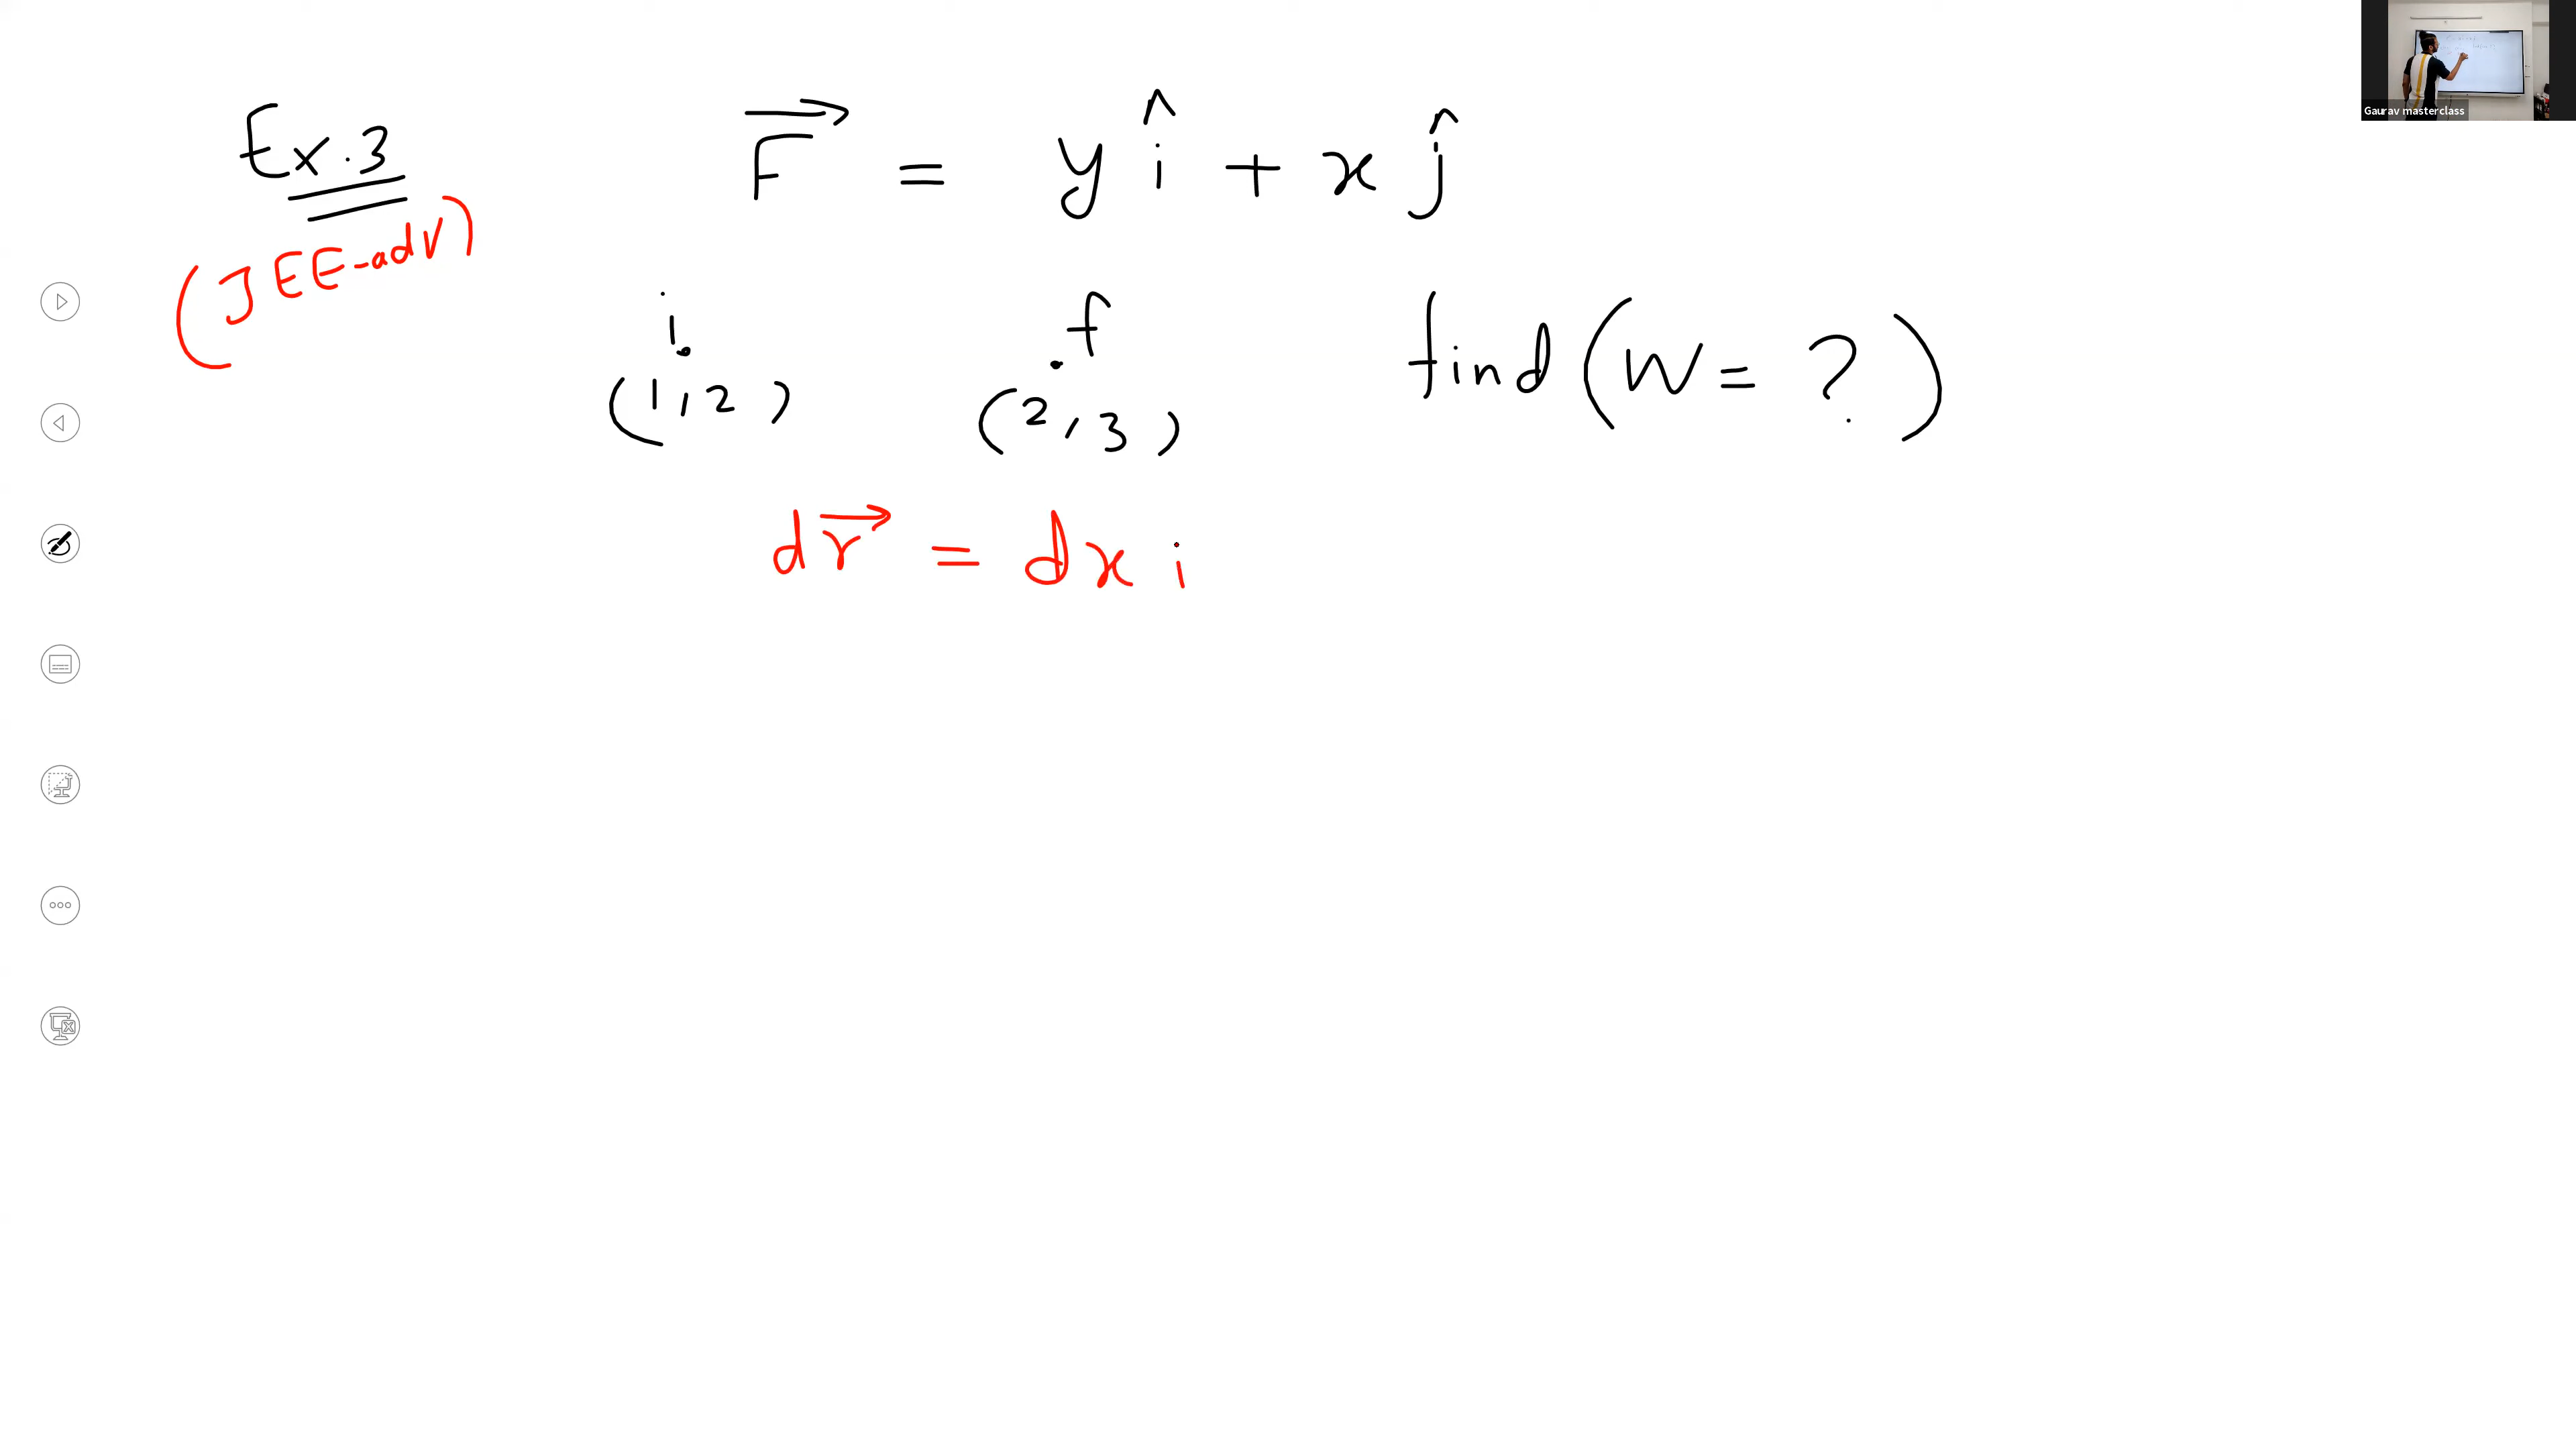 Gaurav masterclass
Ex.3
(JEE-adv)
F⃗ = y î + x ĵ
i
f
(1,2)
(2,3)
find (W = ?)
dr⃗ = dx i